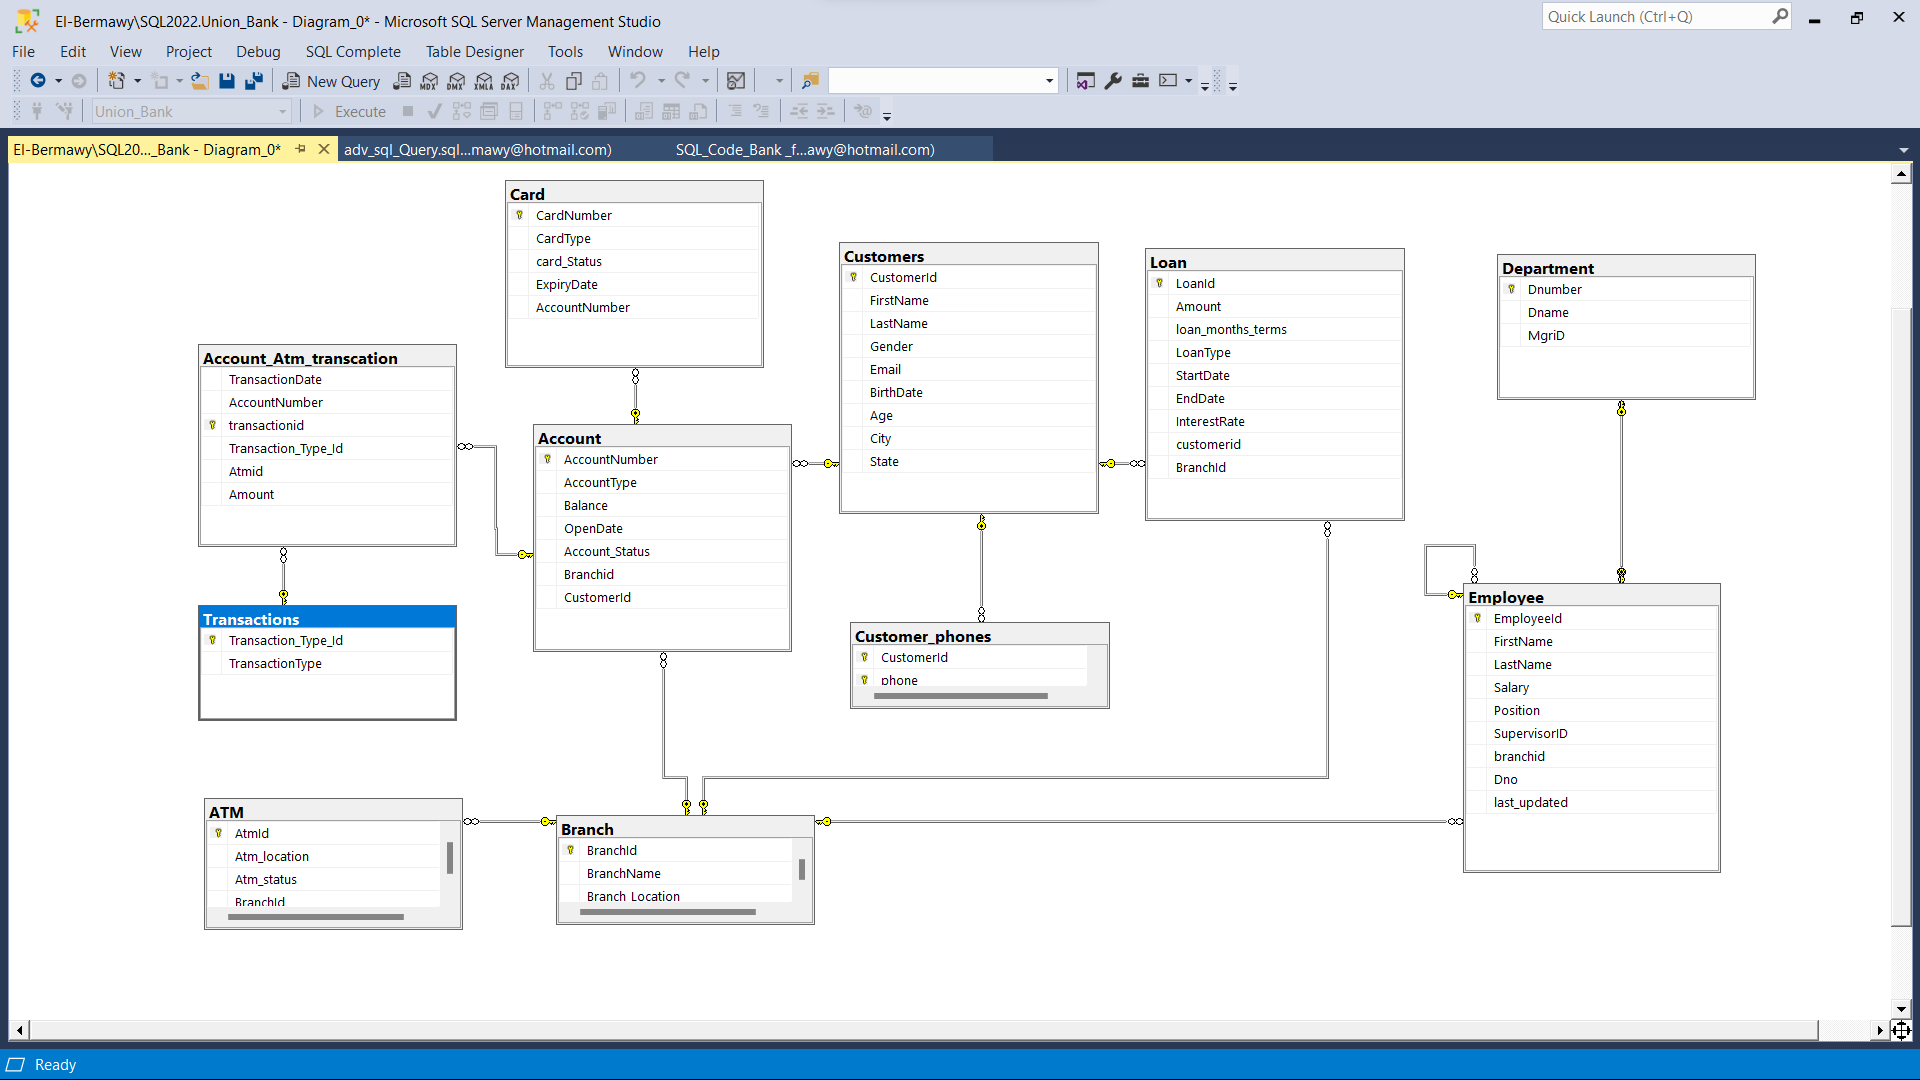 El-Bermawy\SQL2022.Union_Bank - Diagram_0* - Microsoft SQL Server Management Studio
Quick Launch (Ctrl+Q)
File Edit View Project Debug SQL Complete Table Designer Tools Window Help
New Query MDX DMX XMLA DAX
Union_Bank Execute
El-Bermawy\SQL20..._Bank - Diagram_0* adv_sql_Query.sql...mawy@hotmail.com) SQL_Code_Bank _f...awy@hotmail.com)
Card
CardNumber
CardType
card_Status
ExpiryDate
AccountNumber
Customers
CustomerId
FirstName
LastName
Gender
Email
BirthDate
Age
City
State
Loan
LoanId
Amount
loan_months_terms
LoanType
StartDate
EndDate
InterestRate
customerid
BranchId
Department
Dnumber
Dname
MgriD
Account_Atm_transcation
TransactionDate
AccountNumber
transactionid
Transaction_Type_Id
Atmid
Amount
Account
AccountNumber
AccountType
Balance
OpenDate
Account_Status
Branchid
CustomerId
Transactions
Transaction_Type_Id
TransactionType
Customer_phones
CustomerId
phone
Employee
EmployeeId
FirstName
LastName
Salary
Position
SupervisorID
branchid
Dno
last_updated
ATM
AtmId
Atm_location
Atm_status
BranchId
Branch
BranchId
BranchName
Branch Location
Ready